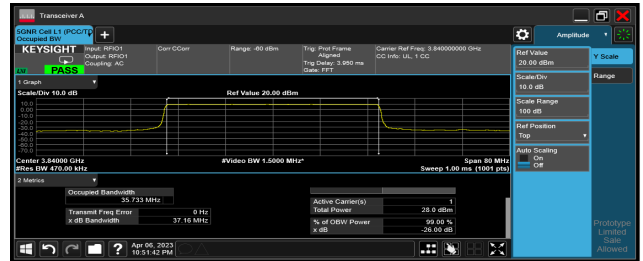 Transceiver A
5GNR Cell L1 (PCC/TD
Occupied BW
KEYSIGHT
LXI
PASS
Input: RFIO1
Output: RFIO1
Coupling: AC
Corr CCorr
Range: -60 dBm
Trig: Prot Frame
Aligned
Trig Delay: 3.950 ms
Gate: FFT
Carrier Ref Freq: 3.840000000 GHz
CC Info: UL, 1 CC
1 Graph
Scale/Div 10.0 dB
Ref Value 20.00 dBm
10.0
0.00
-10.0
-20.0
-30.0
-40.0
-50.0
-60.0
-70.0
Center 3.84000 GHz
#Video BW 1.5000 MHz*
Span 80 MHz
#Res BW 470.00 kHz
Sweep 1.00 ms (1001 pts)
2 Metrics
Occupied Bandwidth
35.733 MHz
Transmit Freq Error 0 Hz
x dB Bandwidth 37.16 MHz
Active Carrier(s) 1
Total Power 28.0 dBm
% of OBW Power 99.00 %
x dB -26.00 dB
Amplitude
Ref Value
20.00 dBm
Scale/Div
10.0 dB
Scale Range
100 dB
Ref Position
Top
Auto Scaling
On
Off
Y Scale
Range
Prototype
Limited
Sale
Allowed
?
Apr 06, 2023
10:51:42 PM